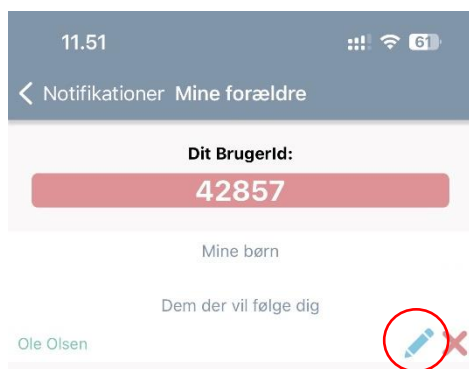 11.51 61
Notifikationer Mine forældre
Dit BrugerId:
42857
Mine børn
Dem der vil følge dig
Ole Olsen